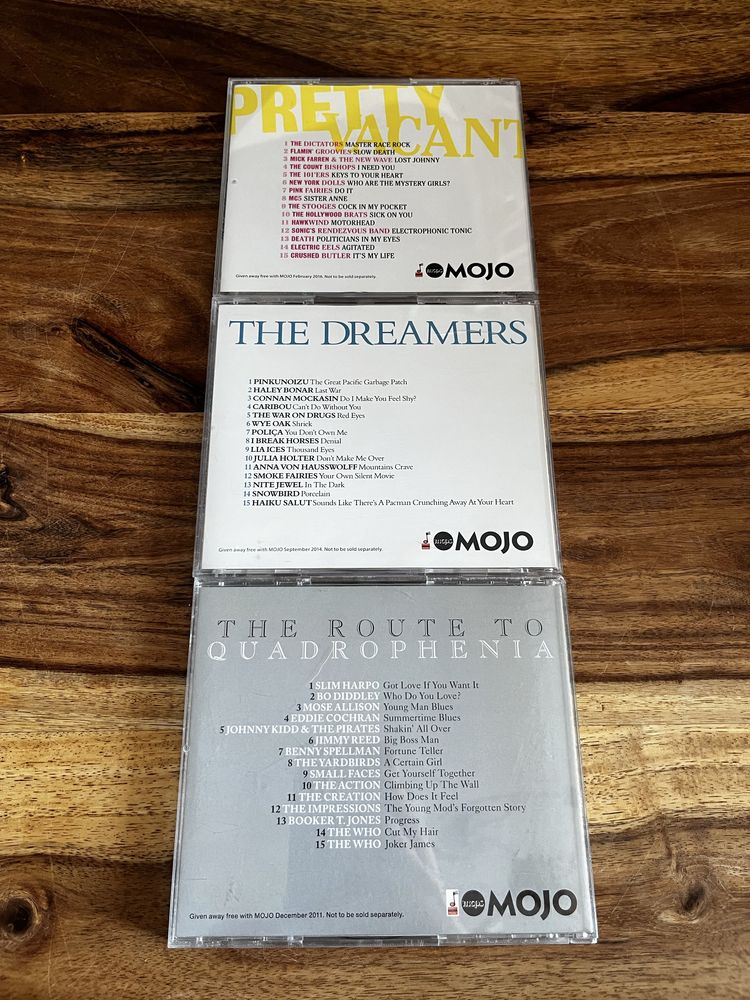 PRETTY
VACANT
1 THE DICTATORS MASTER RACE ROCK
2 FLAMIN' GROOVIES SLOW DEATH
3 MICK FARREN & THE NEW WAVE LOST JOHNNY
4 THE COUNT BISHOPS I NEED YOU
5 THE 101'ERS KEYS TO YOUR HEART
6 NEW YORK DOLLS WHO ARE THE MYSTERY GIRLS?
7 PINK FAIRIES DO IT
8 MC5 SISTER ANNE
9 THE STOOGES COCK IN MY POCKET
10 THE HOLLYWOOD BRATS SICK ON YOU
11 HAWKWIND MOTORHEAD
12 SONIC'S RENDEZVOUS BAND ELECTROPHONIC TONIC
13 DEATH POLITICIANS IN MY EYES
14 ELECTRIC EELS AGITATED
15 CRUSHED BUTLER IT'S MY LIFE
Given away free with MOJO February 2016. Not to be sold separately.
mcps MOJO
THE DREAMERS
1 PINKUNOIZU The Great Pacific Garbage Patch
2 HALEY BONAR Last War
3 CONNAN MOCKASIN Do I Make You Feel Shy?
4 CARIBOU Can't Do Without You
5 THE WAR ON DRUGS Red Eyes
6 WYE OAK Shriek
7 POLIÇA You Don't Own Me
8 I BREAK HORSES Denial
9 LIA ICES Thousand Eyes
10 JULIA HOLTER Don't Make Me Over
11 ANNA VON HAUSSWOLFF Mountains Crave
12 SMOKE FAIRIES Your Own Silent Movie
13 NITE JEWEL In The Dark
14 SNOWBIRD Porcelain
15 HAIKU SALUT Sounds Like There's A Pacman Crunching Away At Your Heart
Given away free with MOJO September 2014. Not to be sold separately.
mcps MOJO
THE ROUTE TO
QUADROPHENIA
1 SLIM HARPO Got Love If You Want It
2 BO DIDDLEY Who Do You Love?
3 MOSE ALLISON Young Man Blues
4 EDDIE COCHRAN Summertime Blues
5 JOHNNY KIDD & THE PIRATES Shakin' All Over
6 JIMMY REED Big Boss Man
7 BENNY SPELLMAN Fortune Teller
8 THE YARDBIRDS A Certain Girl
9 SMALL FACES Get Yourself Together
10 THE ACTION Climbing Up The Wall
11 THE CREATION How Does It Feel
12 THE IMPRESSIONS The Young Mod's Forgotten Story
13 BOOKER T. JONES Progress
14 THE WHO Cut My Hair
15 THE WHO Joker James
Given away free with MOJO December 2011. Not to be sold separately.
mcps MOJO